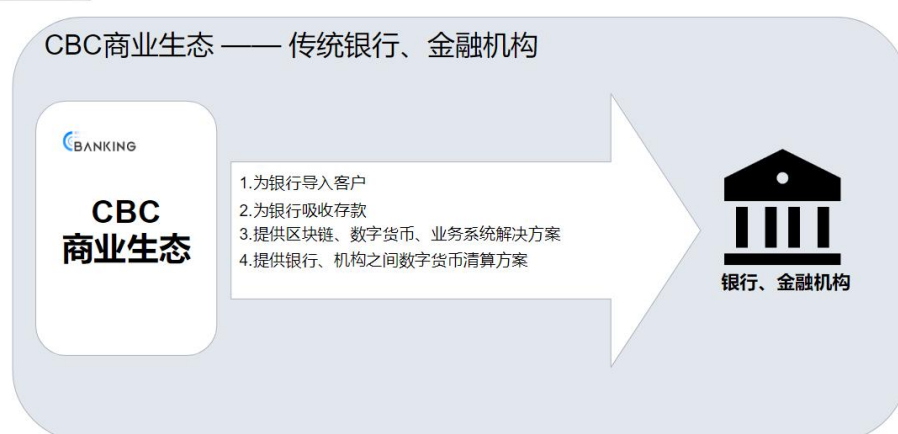 CBC商业生态 —— 传统银行、金融机构
CBANKING
CBC
商业生态
1.为银行导入客户
2.为银行吸收存款
3.提供区块链、数字货币、业务系统解决方案
4.提供银行、机构之间数字货币清算方案
银行、金融机构